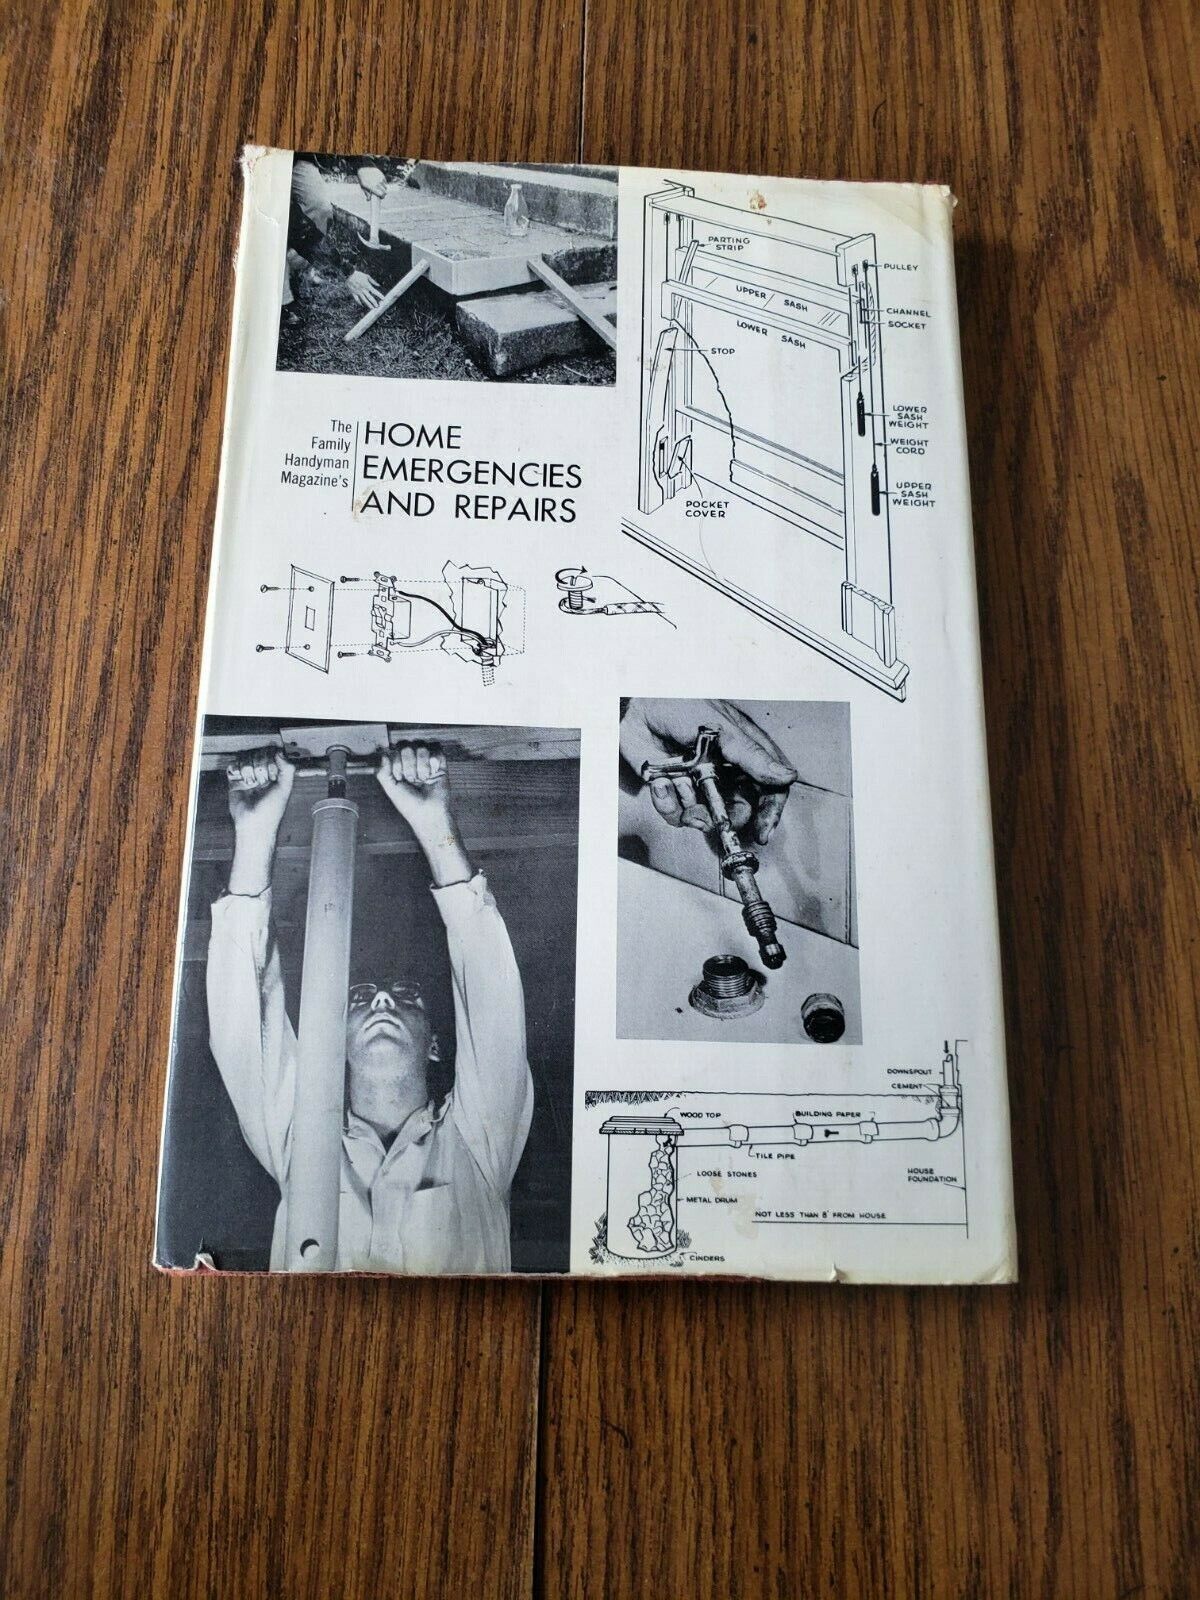 PARTING
STRIP
PULLEY
UPPER SASH
CHANNEL
SOCKET
LOWER SASH
STOP
LOWER
SASH
WEIGHT
WEIGHT
CORD
UPPER
SASH
WEIGHT
POCKET
COVER
The
Family
Handyman
Magazine's
HOME
EMERGENCIES
AND REPAIRS
DOWNSPOUT
CEMENT
WOOD TOP
BUILDING PAPER
TILE PIPE
LOOSE STONES
HOUSE
FOUNDATION
METAL DRUM
NOT LESS THAN 8' FROM HOUSE
CINDERS